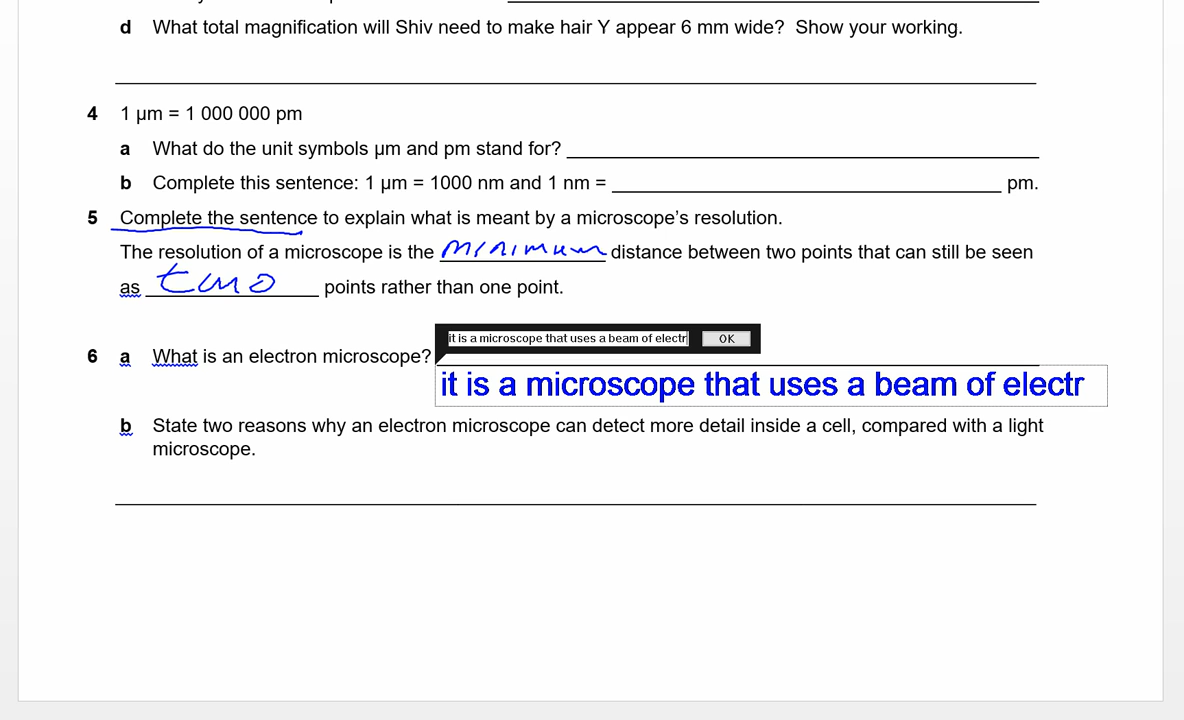 d What total magnification will Shiv need to make hair Y appear 6 mm wide? Show your working.
4 1 µm = 1 000 000 pm
a What do the unit symbols µm and pm stand for?
b Complete this sentence: 1 µm = 1000 nm and 1 nm = pm.
5 Complete the sentence to explain what is meant by a microscope's resolution.
The resolution of a microscope is the minimum distance between two points that can still be seen
as two points rather than one point.
it is a microscope that uses a beam of electr OK
6 a What is an electron microscope?
it is a microscope that uses a beam of electr
b State two reasons why an electron microscope can detect more detail inside a cell, compared with a light
microscope.